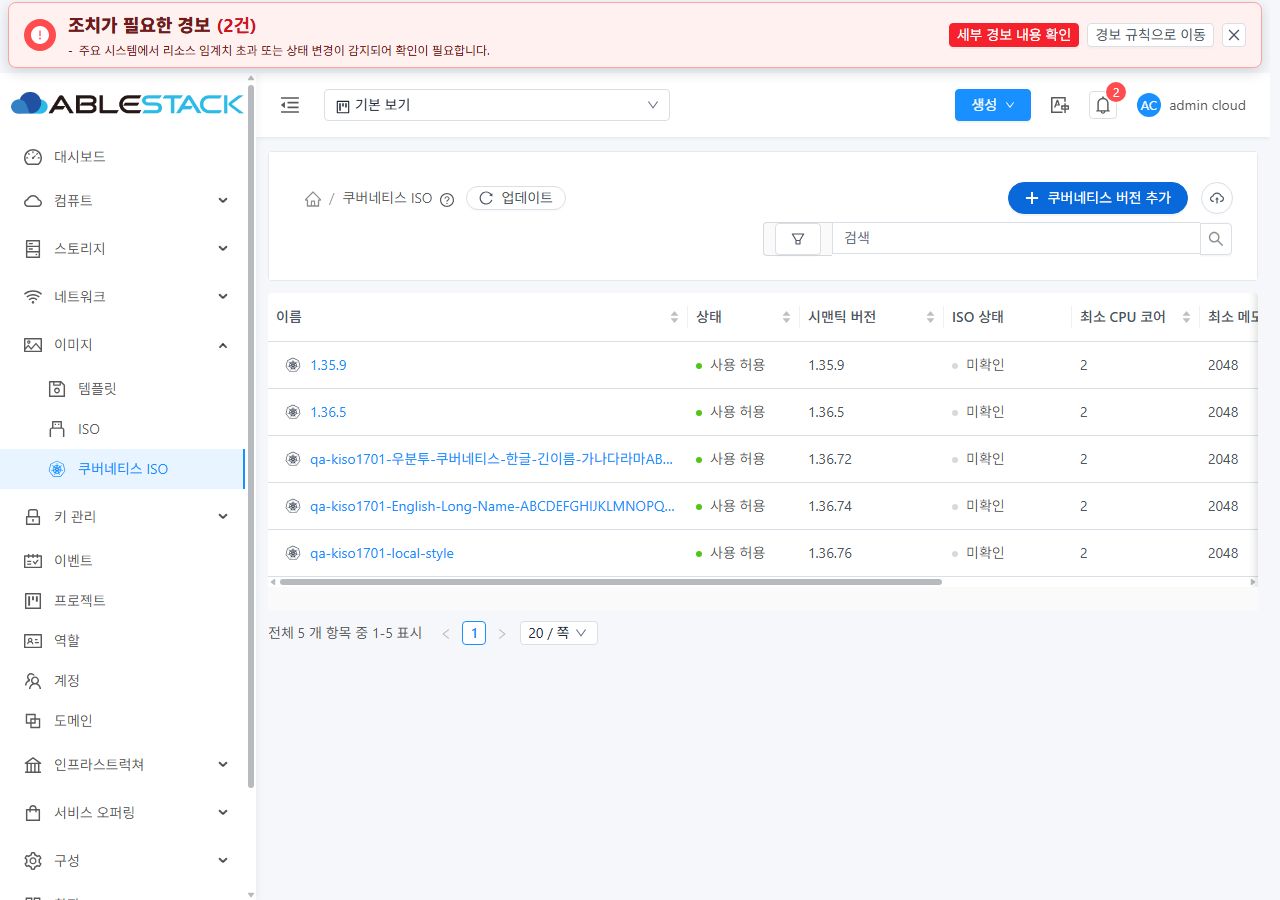 조치가 필요한 경보 (2건)
- 주요 시스템에서 리소스 임계치 초과 또는 상태 변경이 감지되어 확인이 필요합니다.
세부 경보 내용 확인
경보 규칙으로 이동
ABLESTACK
기본 보기
생성
2
AC
admin cloud
대시보드
컴퓨트
스토리지
네트워크
이미지
템플릿
ISO
쿠버네티스 ISO
키 관리
이벤트
프로젝트
역할
계정
도메인
인프라스트럭쳐
서비스 오퍼링
구성
/ 쿠버네티스 ISO
업데이트
쿠버네티스 버전 추가
검색
이름 상태 시맨틱 버전 ISO 상태 최소 CPU 코어 최소 메모
1.35.9 사용 허용 1.35.9 미확인 2 2048
1.36.5 사용 허용 1.36.5 미확인 2 2048
qa-kiso1701-우분투-쿠버네티스-한글-긴이름-가나다라마AB... 사용 허용 1.36.72 미확인 2 2048
qa-kiso1701-English-Long-Name-ABCDEFGHIJKLMNOPQ... 사용 허용 1.36.74 미확인 2 2048
qa-kiso1701-local-style 사용 허용 1.36.76 미확인 2 2048
전체 5 개 항목 중 1-5 표시 < 1 > 20 / 쪽